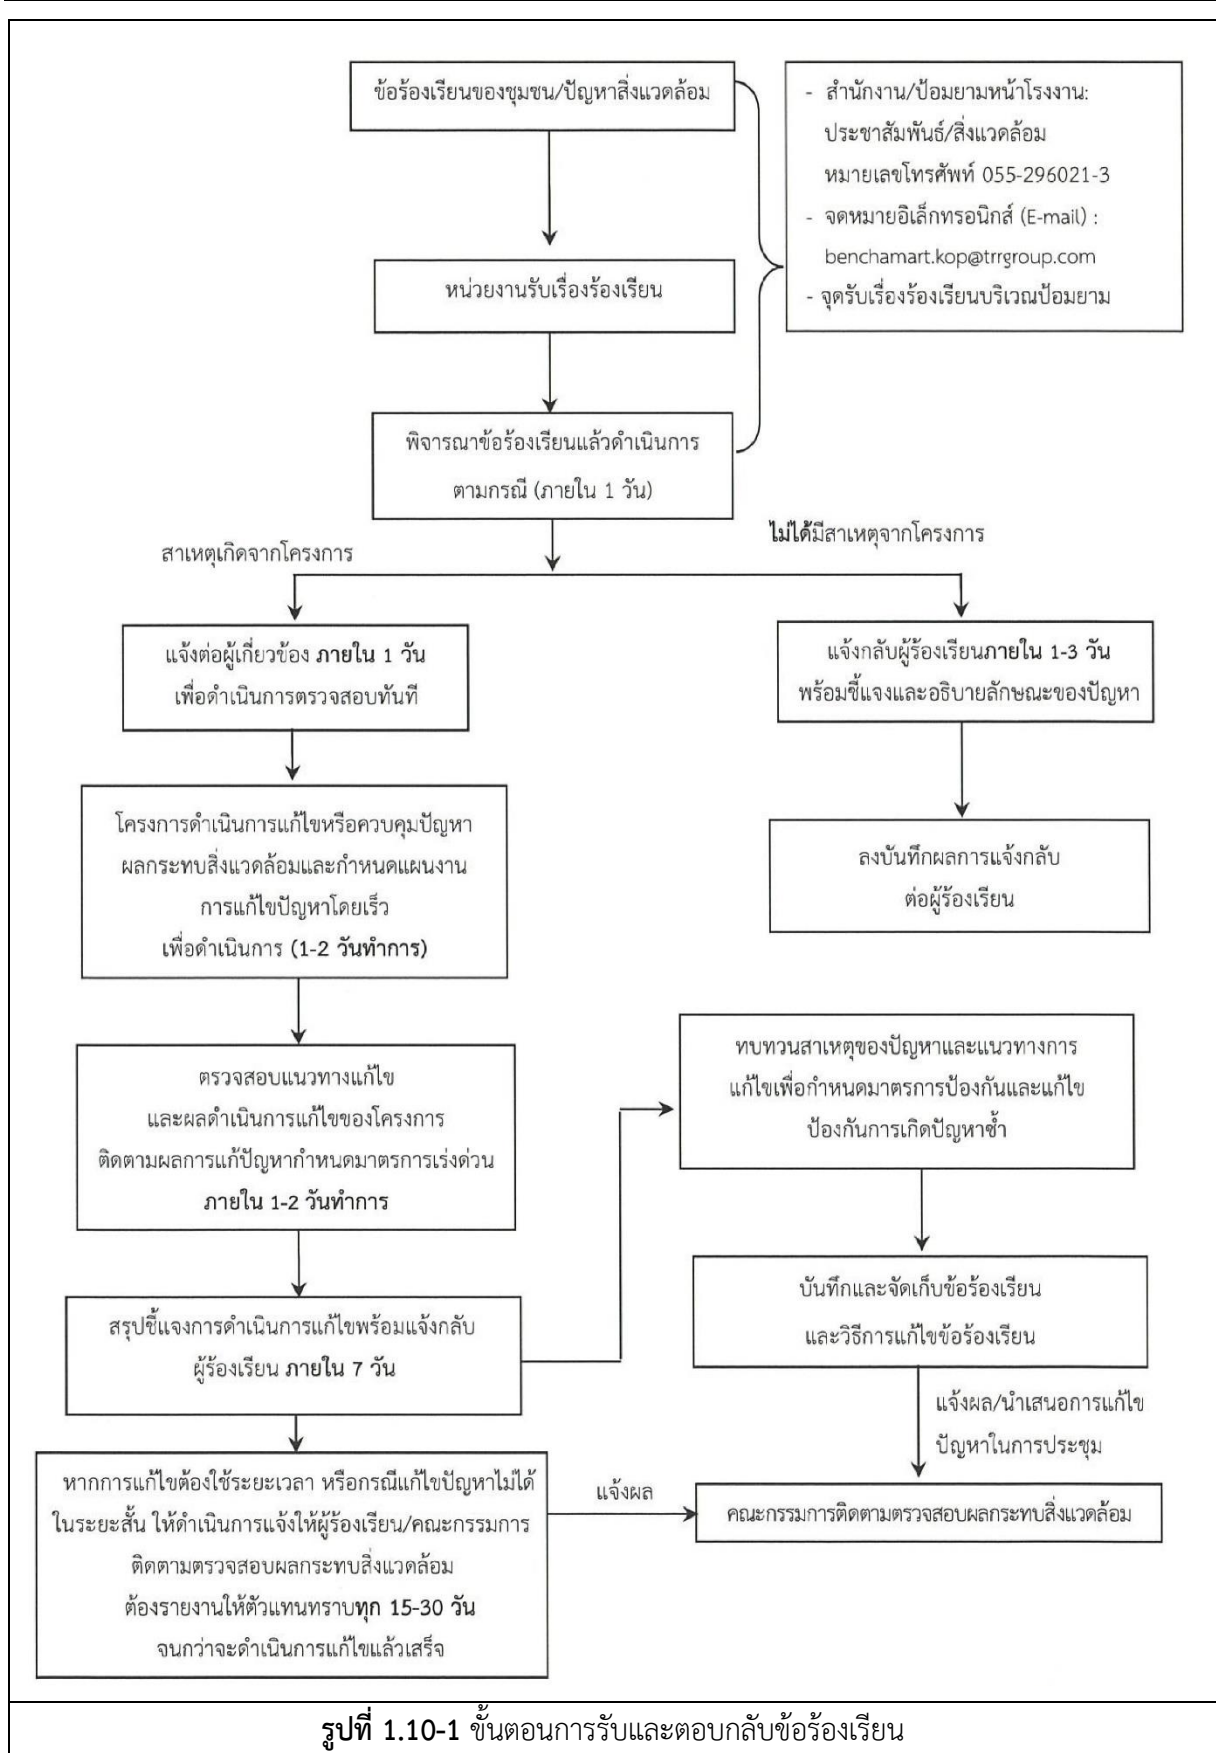 ข้อร้องเรียนของชุมชน/ปัญหาสิ่งแวดล้อม
- สำนักงาน/ป้อมยามหน้าโรงงาน:
ประชาสัมพันธ์/สิ่งแวดล้อม
หมายเลขโทรศัพท์ 055-296021-3
- จดหมายอิเล็กทรอนิกส์ (E-mail) :
benchamart.kop@trrgroup.com
- จุดรับเรื่องร้องเรียนบริเวณป้อมยาม
หน่วยงานรับเรื่องร้องเรียน
พิจารณาข้อร้องเรียนแล้วดำเนินการ
ตามกรณี (ภายใน 1 วัน)
สาเหตุเกิดจากโครงการ
ไม่ได้มีสาเหตุจากโครงการ
แจ้งต่อผู้เกี่ยวข้อง ภายใน 1 วัน
เพื่อดำเนินการตรวจสอบทันที
แจ้งกลับผู้ร้องเรียนภายใน 1-3 วัน
พร้อมชี้แจงและอธิบายลักษณะของปัญหา
โครงการดำเนินการแก้ไขหรือควบคุมปัญหา
ผลกระทบสิ่งแวดล้อมและกำหนดแผนงาน
การแก้ไขปัญหาโดยเร็ว
เพื่อดำเนินการ (1-2 วันทำการ)
ลงบันทึกผลการแจ้งกลับ
ต่อผู้ร้องเรียน
ตรวจสอบแนวทางแก้ไข
และผลดำเนินการแก้ไขของโครงการ
ติดตามผลการแก้ปัญหากำหนดมาตรการเร่งด่วน
ภายใน 1-2 วันทำการ
ทบทวนสาเหตุของปัญหาและแนวทางการ
แก้ไขเพื่อกำหนดมาตรการป้องกันและแก้ไข
ป้องกันการเกิดปัญหาซ้ำ
สรุปชี้แจงการดำเนินการแก้ไขพร้อมแจ้งกลับ
ผู้ร้องเรียน ภายใน 7 วัน
บันทึกและจัดเก็บข้อร้องเรียน
และวิธีการแก้ไขข้อร้องเรียน
แจ้งผล/นำเสนอการแก้ไข
ปัญหาในการประชุม
หากการแก้ไขต้องใช้ระยะเวลา หรือกรณีแก้ไขปัญหาไม่ได้
ในระยะสั้น ให้ดำเนินการแจ้งให้ผู้ร้องเรียน/คณะกรรมการ
ติดตามตรวจสอบผลกระทบสิ่งแวดล้อม
ต้องรายงานให้ตัวแทนทราบทุก 15-30 วัน
จนกว่าจะดำเนินการแก้ไขแล้วเสร็จ
แจ้งผล
คณะกรรมการติดตามตรวจสอบผลกระทบสิ่งแวดล้อม
รูปที่ 1.10-1 ขั้นตอนการรับและตอบกลับข้อร้องเรียน